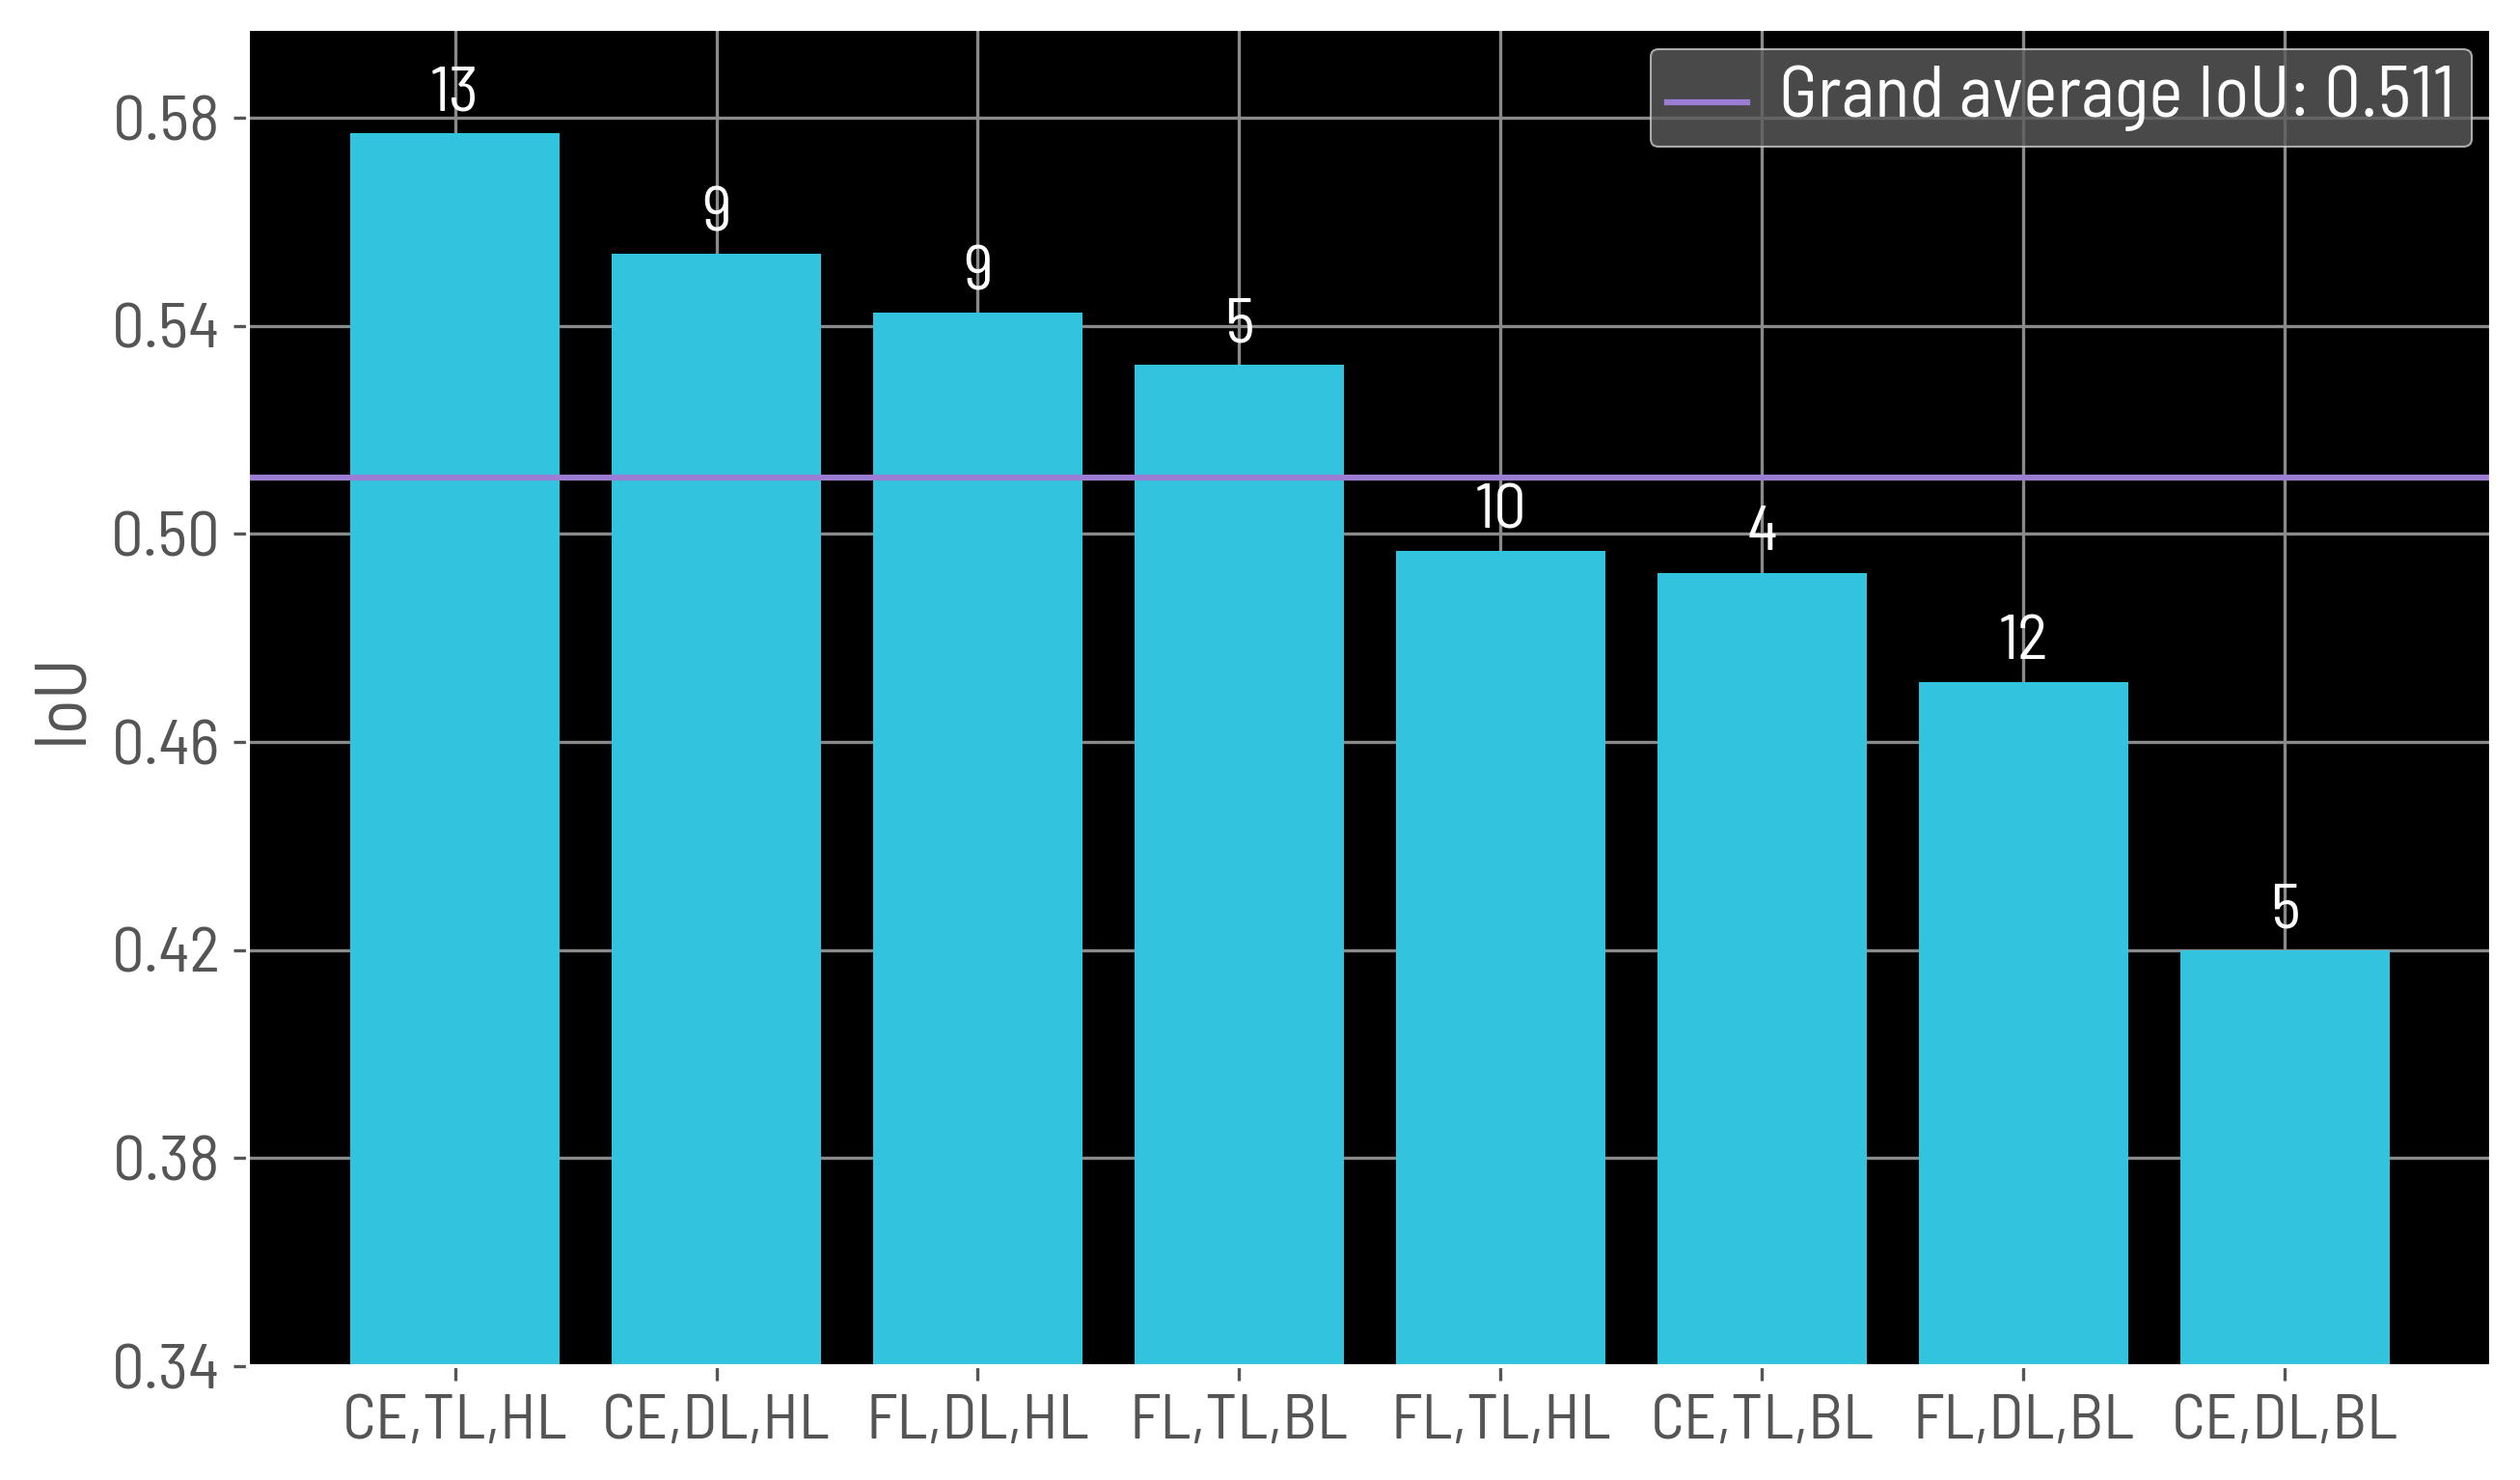 Grand average IoU: 0.511
IoU
0.58
0.54
0.50
0.46
0.42
0.38
0.34
13
9
9
5
10
4
12
5
CE,TL,HL
CE,DL,HL
FL,DL,HL
FL,TL,BL
FL,TL,HL
CE,TL,BL
FL,DL,BL
CE,DL,BL